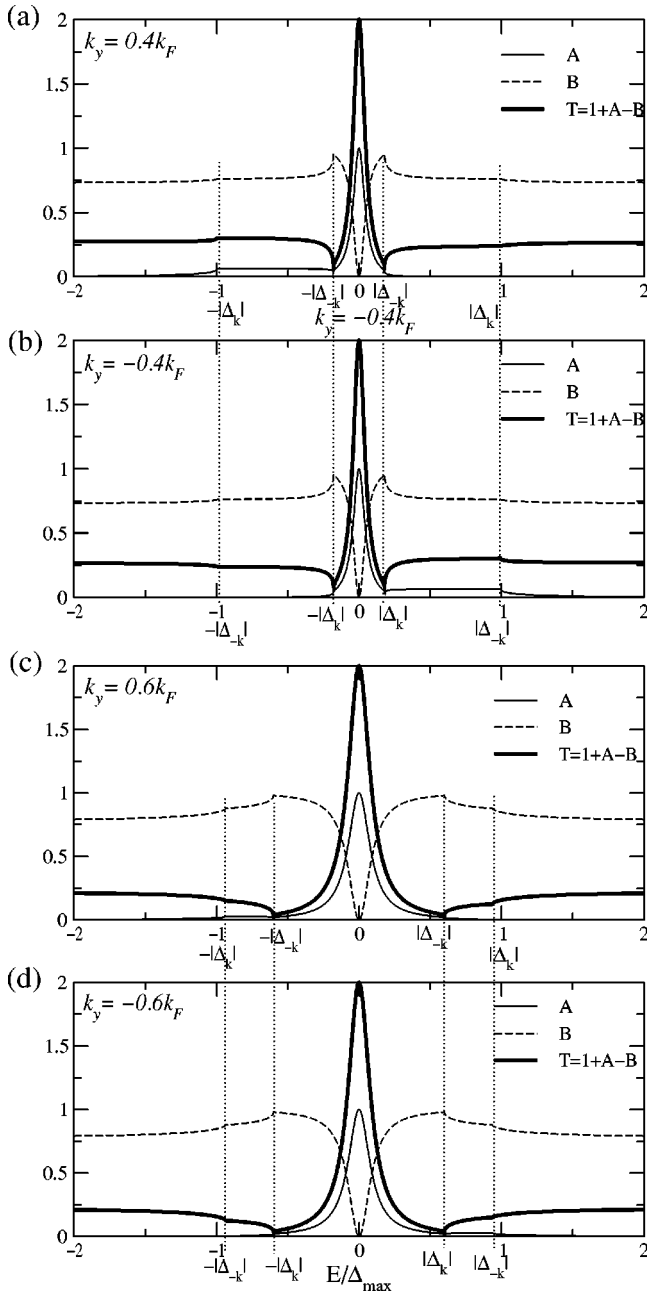 (a)
k_y = 0.4k_F
A
B
T=1+A−B
2
1.5
1
0.5
0
−2
−1
0
1
2
−|Δ_k|
−|Δ_−k|
|Δ_−k|
|Δ_k|
k_y = −0.4k_F
(b)
k_y = −0.4k_F
A
B
T=1+A−B
2
1.5
1
0.5
0
−2
−1
0
1
2
−|Δ_−k|
−|Δ_k|
|Δ_k|
|Δ_−k|
(c)
k_y = 0.6k_F
A
B
T=1+A−B
2
1.5
1
0.5
0
−2
−1
0
1
2
−|Δ_k|
−|Δ_−k|
|Δ_−k|
|Δ_k|
(d)
k_y = −0.6k_F
A
B
T=1+A−B
2
1.5
1
0.5
0
−2
−1
0
1
2
−|Δ_−k|
−|Δ_k|
E/Δ_max
|Δ_k|
|Δ_−k|